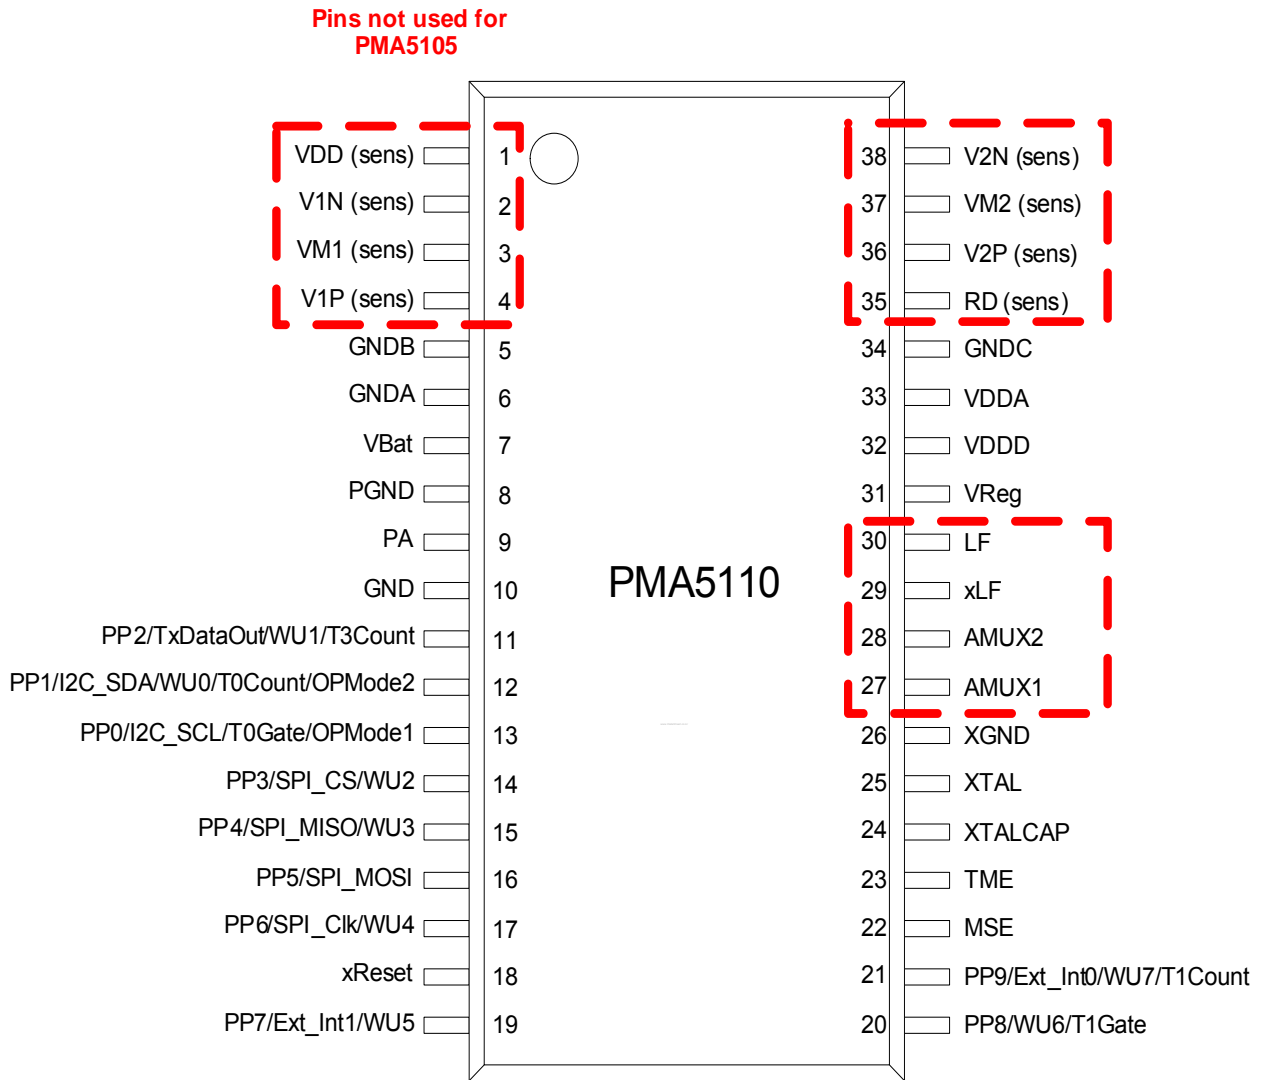 Pins not used for
PMA5105
VDD (sens) 1
V1N (sens) 2
VM1 (sens) 3
V1P (sens) 4
GNDB 5
GNDA 6
VBat 7
PGND 8
PA 9
GND 10
PP2/TxDataOut/WU1/T3Count 11
PP1/I2C_SDA/WU0/T0Count/OPMode2 12
PP0/I2C_SCL/T0Gate/OPMode1 13
PP3/SPI_CS/WU2 14
PP4/SPI_MISO/WU3 15
PP5/SPI_MOSI 16
PP6/SPI_Clk/WU4 17
xReset 18
PP7/Ext_Int1/WU5 19
PMA5110
38 V2N (sens)
37 VM2 (sens)
36 V2P (sens)
35 RD (sens)
34 GNDC
33 VDDA
32 VDDD
31 VReg
30 LF
29 xLF
28 AMUX2
27 AMUX1
26 XGND
25 XTAL
24 XTALCAP
23 TME
22 MSE
21 PP9/Ext_Int0/WU7/T1Count
20 PP8/WU6/T1Gate